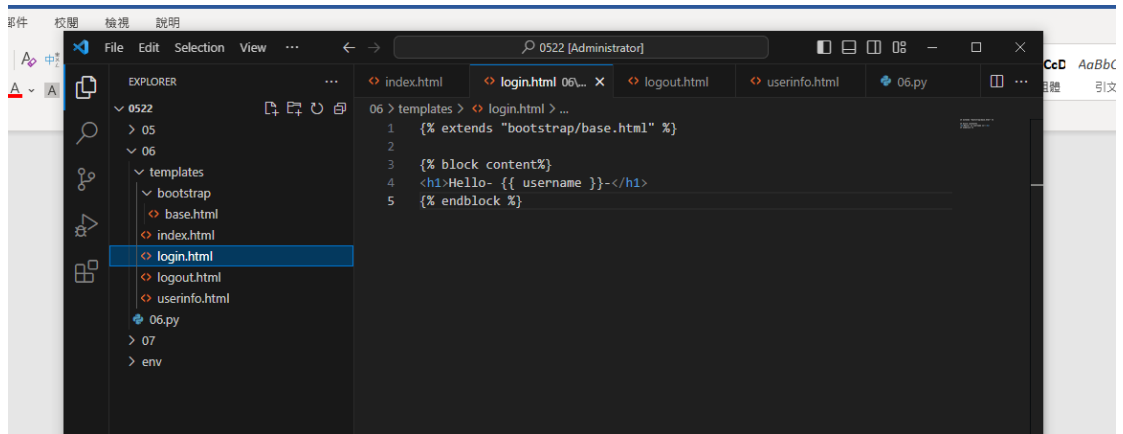 校閱 檢視 說明
File Edit Selection View ··· ← → 0522 [Administrator]
CcD AaBbC
引文
A A
EXPLORER ···
index.html login.html 06\... × logout.html userinfo.html 06.py ···
0522
06 > templates > login.html > ...
> 05
06
templates
bootstrap
base.html
index.html
login.html
logout.html
userinfo.html
06.py
> 07
> env
1 {% extends "bootstrap/base.html" %}
2
3 {% block content%}
4 <h1>Hello- {{ username }}-</h1>
5 {% endblock %}